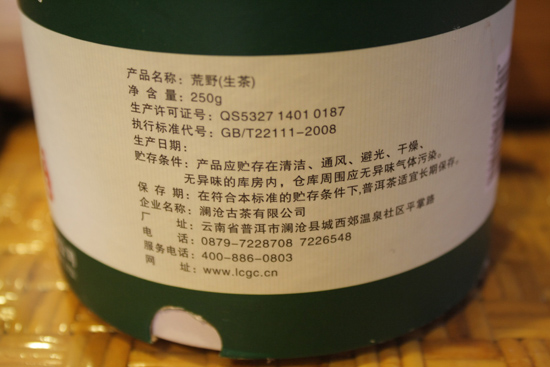 产品名称：荒野(生茶)
净 含 量：250g
生产许可证号：QS5327 1401 0187
执行标准代号：GB/T22111-2008
生产日期：
贮存条件：产品应贮存在清洁、通风、避光、干燥、
无异味的库房内，仓库周围应无异味气体污染。
保 存 期：在符合本标准的贮存条件下,普洱茶适宜长期保存。
企业名称：澜沧古茶有限公司
厂 址：云南省普洱市澜沧县城西郊温泉社区平掌路
电 话：0879-7228708 7226548
服务电话：400-886-0803
网 址：www.lcgc.cn